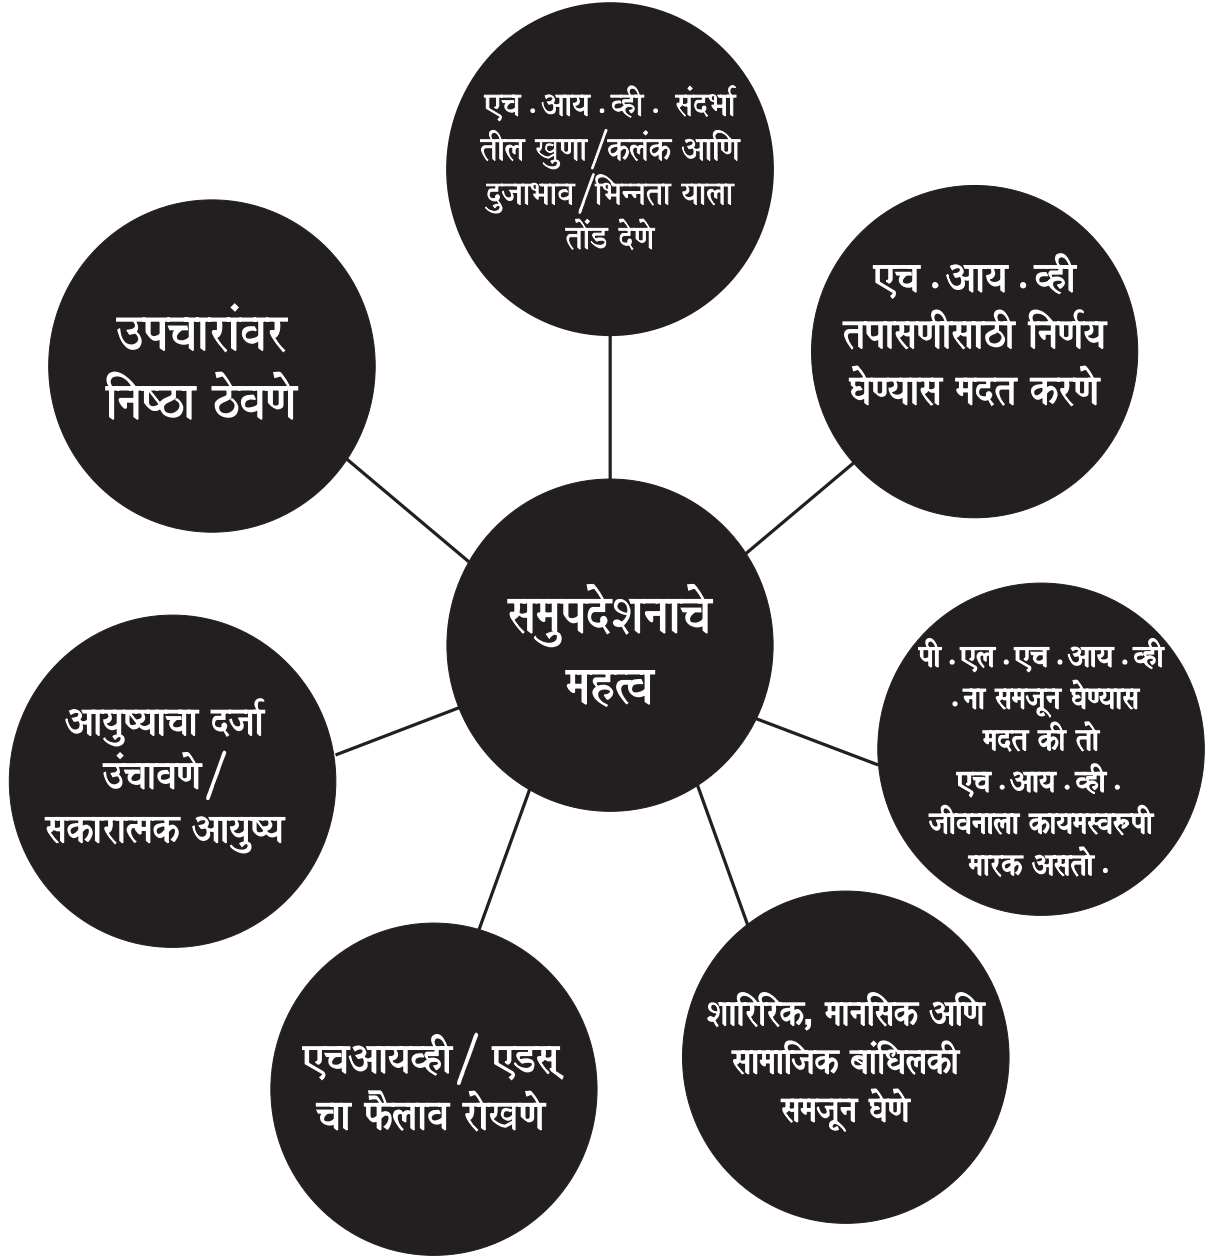 एच.आय.व्ही. संदर्भा
तील खुणा/कलंक आणि
दुजाभाव/भिन्नता याला
तोंड देणे
एच.आय.व्ही
तपासणीसाठी निर्णय
घेण्यास मदत करणे
पी.एल.एच.आय.व्ही
.ना समजून घेण्यास
मदत की तो
एच.आय.व्ही.
जीवनाला कायमस्वरुपी
मारक असतो.
शारिरिक, मानसिक अणि
सामाजिक बांधिलकी
समजून घेणे
एचआयव्ही/ एडस्
चा फैलाव रोखणे
आयुष्याचा दर्जा
उंचावणे/
सकारात्मक आयुष्य
उपचारांवर
निष्ठा ठेवणे
समुपदेशनाचे
महत्व